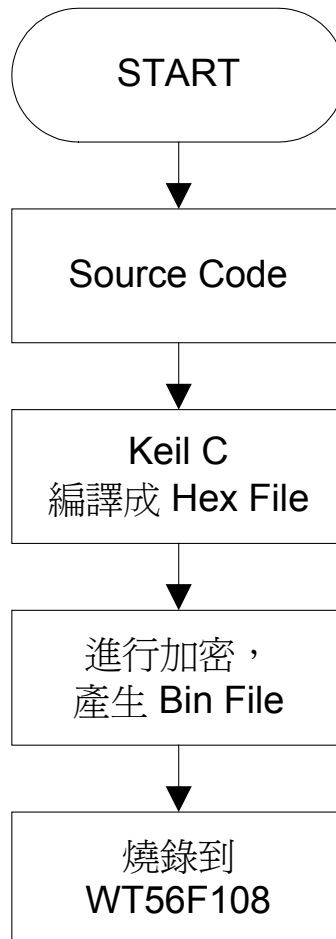 START
Source Code
Keil C
編譯成 Hex File
進行加密，
產生 Bin File
燒錄到
WT56F108